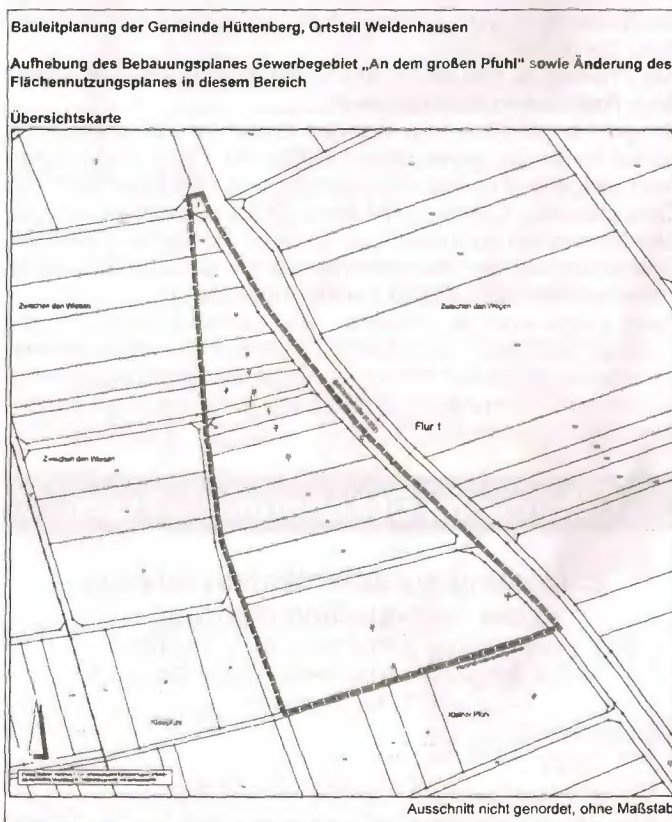 Bauleitplanung der Gemeinde Hüttenberg, Ortsteil Weidenhausen
Aufhebung des Bebauungsplanes Gewerbegebiet „An dem großen Pfuhl“ sowie Änderung des
Flächennutzungsplanes in diesem Bereich
Übersichtskarte
Zwischen den Wiesen
Zwischen den Wegen
Flur 1
Zwischen den Wiesen
Kleiner Pfuhl
Ausschnitt nicht genordet, ohne Maßstab